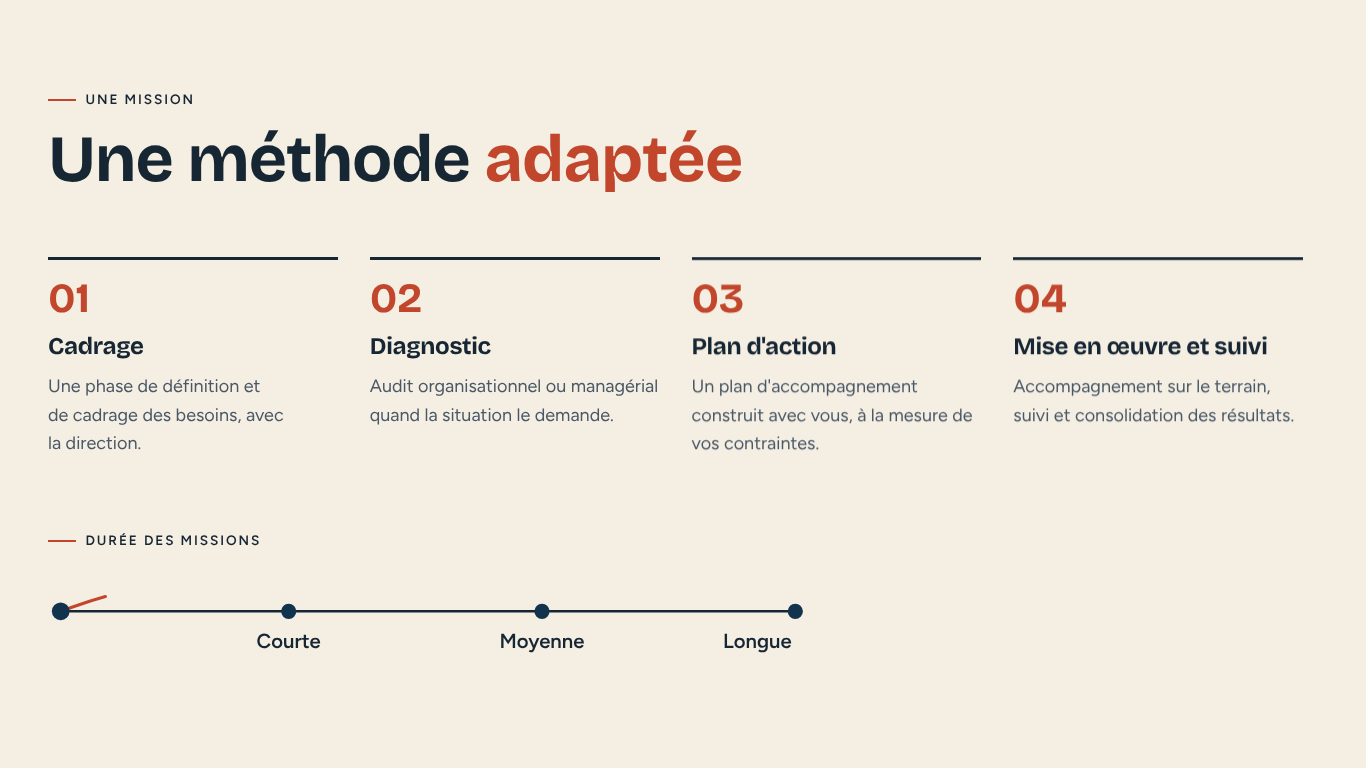 UNE MISSION
Une méthode adaptée
01
Cadrage
Une phase de définition et
de cadrage des besoins, avec
la direction.
02
Diagnostic
Audit organisationnel ou managérial
quand la situation le demande.
03
Plan d'action
Un plan d'accompagnement
construit avec vous, à la mesure de
vos contraintes.
04
Mise en œuvre et suivi
Accompagnement sur le terrain,
suivi et consolidation des résultats.
DURÉE DES MISSIONS
Courte
Moyenne
Longue